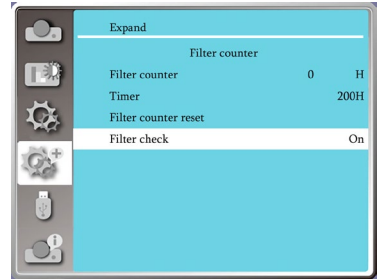 Expand
Filter counter
Filter counter 0 H
Timer 200H
Filter counter reset
Filter check On